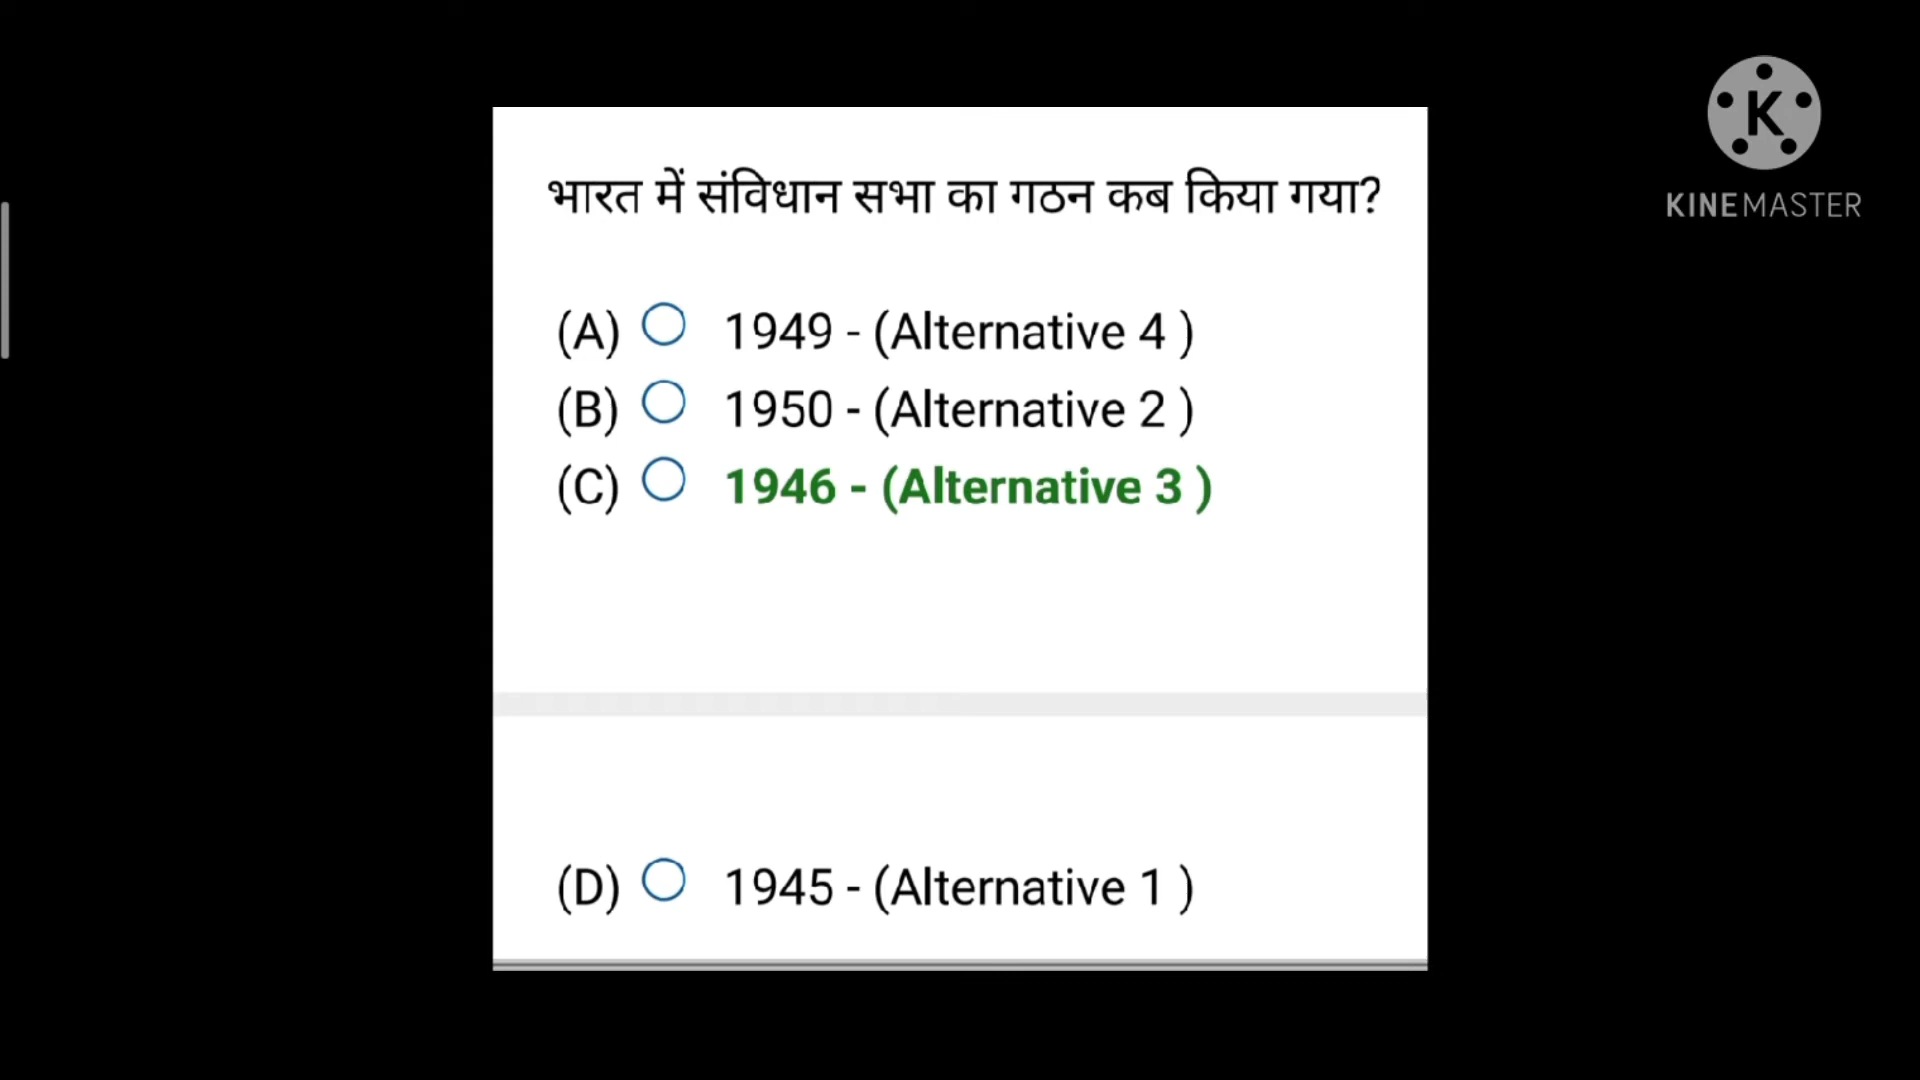 भारत में संविधान सभा का गठन कब किया गया?
(A) 1949 - (Alternative 4 )
(B) 1950 - (Alternative 2 )
(C) 1946 - (Alternative 3 )
(D) 1945 - (Alternative 1 )
K
KINEMASTER